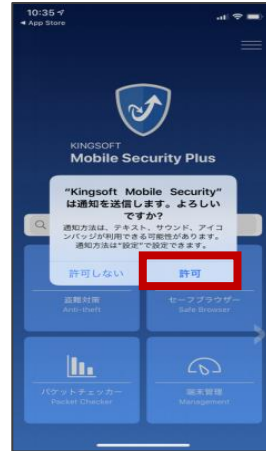 10:35
◀ App Store
KINGSOFT
Mobile Security Plus
"Kingsoft Mobile Security"
は通知を送信します。よろしい
ですか?
通知方法は、テキスト、サウンド、アイコ
ンバッジが利用できる可能性があります。
通知方法は"設定"で設定できます。
許可しない
許可
盗難対策
Anti-theft
セーフブラウザー
Safe Browser
パケットチェッカー
Packet Checker
端末管理
Management